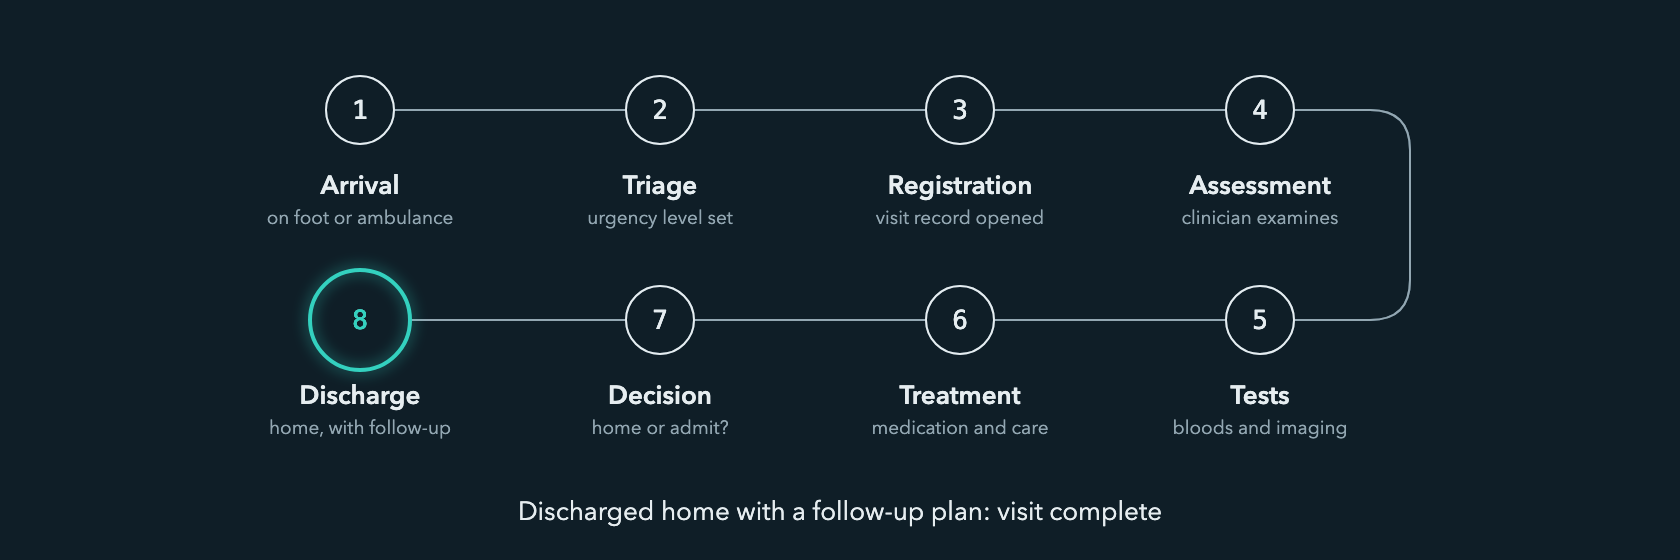 1
2
3
4
Arrival
Triage
Registration
Assessment
on foot or ambulance
urgency level set
visit record opened
clinician examines
8
7
6
5
Discharge
Decision
Treatment
Tests
home, with follow-up
home or admit?
medication and care
bloods and imaging
Discharged home with a follow-up plan: visit complete